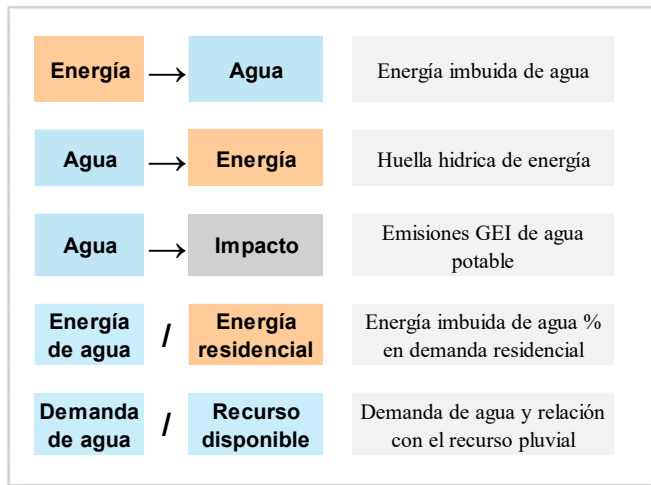 Energía → Agua Energía imbuida de agua
Agua → Energía Huella hidrica de energía
Agua → Impacto Emisiones GEI de agua
potable
Energía
de agua / Energía
residencial Energía imbuida de agua %
en demanda residencial
Demanda
de agua / Recurso
disponible Demanda de agua y relación
con el recurso pluvial